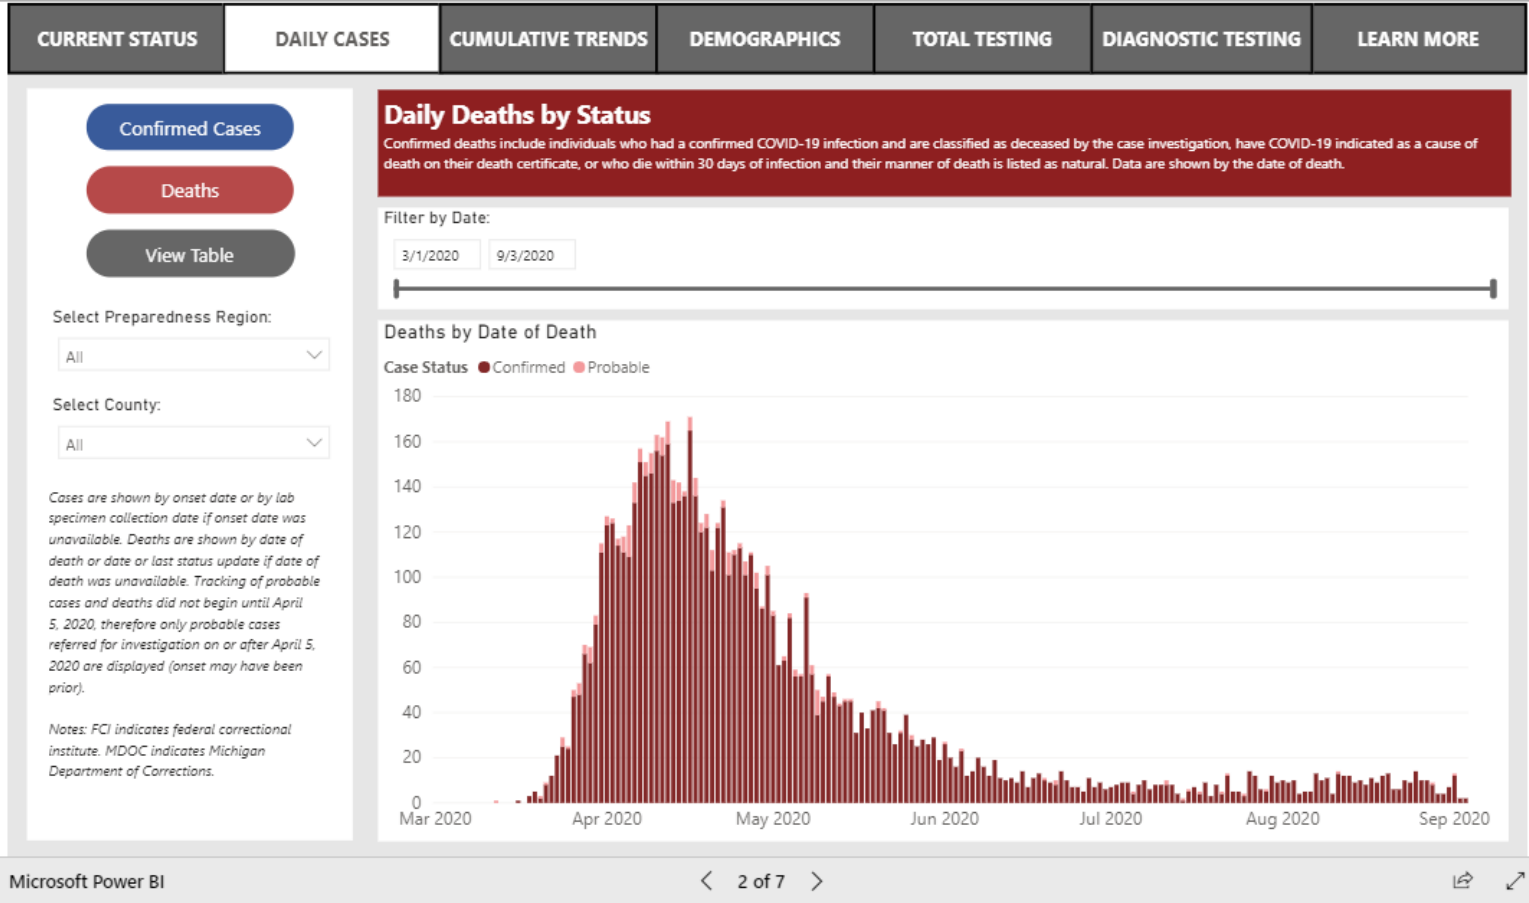 CURRENT STATUS
DAILY CASES
CUMULATIVE TRENDS
DEMOGRAPHICS
TOTAL TESTING
DIAGNOSTIC TESTING
LEARN MORE
Confirmed Cases
Deaths
View Table
Select Preparedness Region:
All
Select County:
All
Cases are shown by onset date or by lab
specimen collection date if onset date was
unavailable. Deaths are shown by date of
death or date or last status update if date of
death was unavailable. Tracking of probable
cases and deaths did not begin until April
5, 2020, therefore only probable cases
referred for investigation on or after April 5,
2020 are displayed (onset may have been
prior).
Notes: FCI indicates federal correctional
institute. MDOC indicates Michigan
Department of Corrections.
Daily Deaths by Status
Confirmed deaths include individuals who had a confirmed COVID-19 infection and are classified as deceased by the case investigation, have COVID-19 indicated as a cause of
death on their death certificate, or who die within 30 days of infection and their manner of death is listed as natural. Data are shown by the date of death.
Filter by Date:
3/1/2020 9/3/2020
Deaths by Date of Death
Case Status Confirmed Probable
180
160
140
120
100
80
60
40
20
0
Mar 2020 Apr 2020 May 2020 Jun 2020 Jul 2020 Aug 2020 Sep 2020
Microsoft Power BI
2 of 7